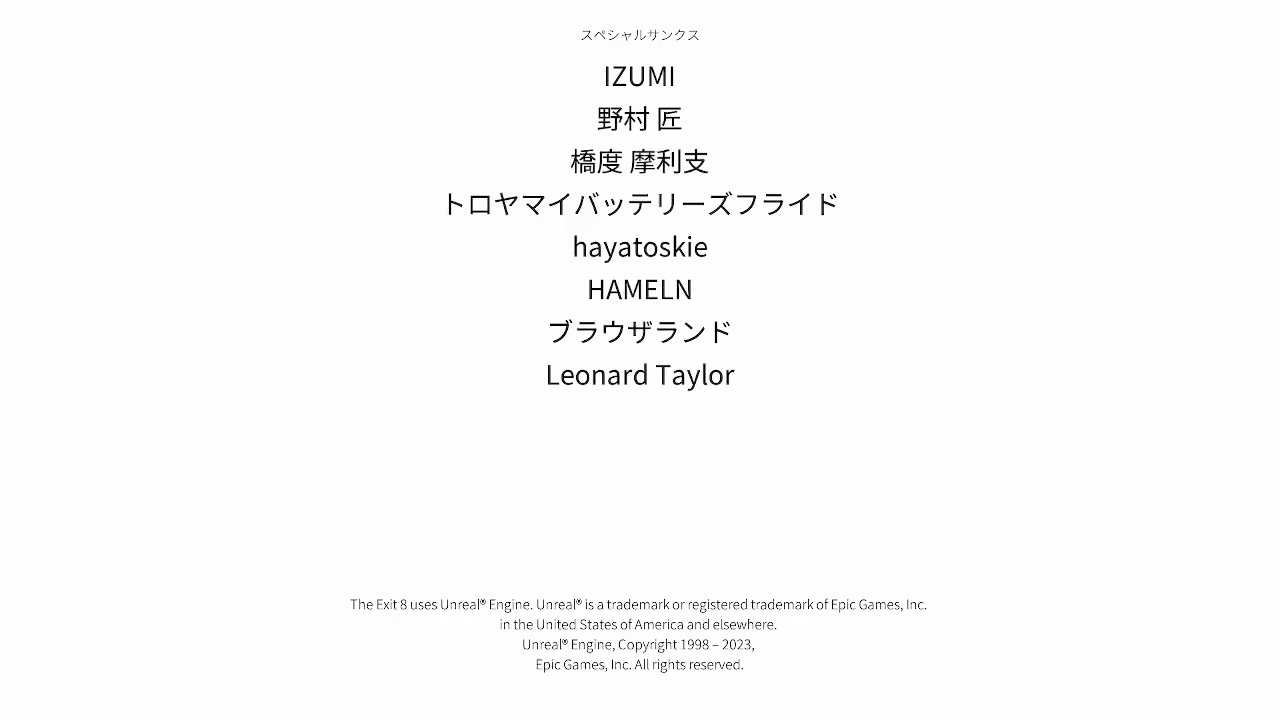 スペシャルサンクス
IZUMI
野村 匠
橋度 摩利支
トロヤマイバッテリーズフライド
hayatoskie
HAMELN
ブラウザランド
Leonard Taylor
The Exit 8 uses Unreal® Engine. Unreal® is a trademark or registered trademark of Epic Games, Inc.
in the United States of America and elsewhere.
Unreal® Engine, Copyright 1998 – 2023,
Epic Games, Inc. All rights reserved.